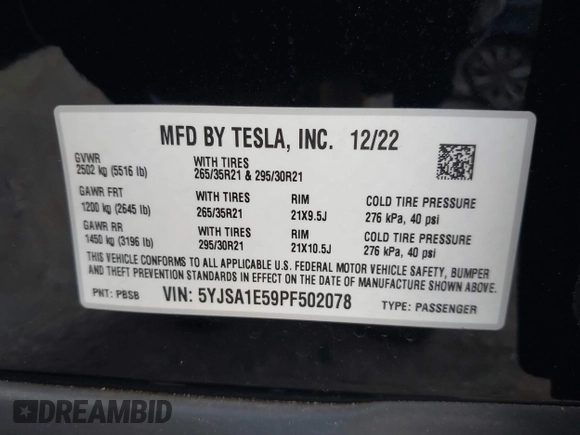 MFD BY TESLA, INC. 12/22
GVWR
2502 kg (5516 lb)
WITH TIRES
265/35R21 & 295/30R21
GAWR FRT
1200 kg (2645 lb)
WITH TIRES
265/35R21
RIM
21X9.5J
COLD TIRE PRESSURE
276 kPa, 40 psi
GAWR RR
1450 kg (3196 lb)
WITH TIRES
295/30R21
RIM
21X10.5J
COLD TIRE PRESSURE
276 kPa, 40 psi
THIS VEHICLE CONFORMS TO ALL APPLICABLE U.S. FEDERAL MOTOR VEHICLE SAFETY, BUMPER
AND THEFT PREVENTION STANDARDS IN EFFECT ON THE DATE OF MANUFACTURE SHOWN ABOVE.
PNT: PBSB VIN: 5YJSA1E59PF502078 TYPE: PASSENGER
DREAMBID